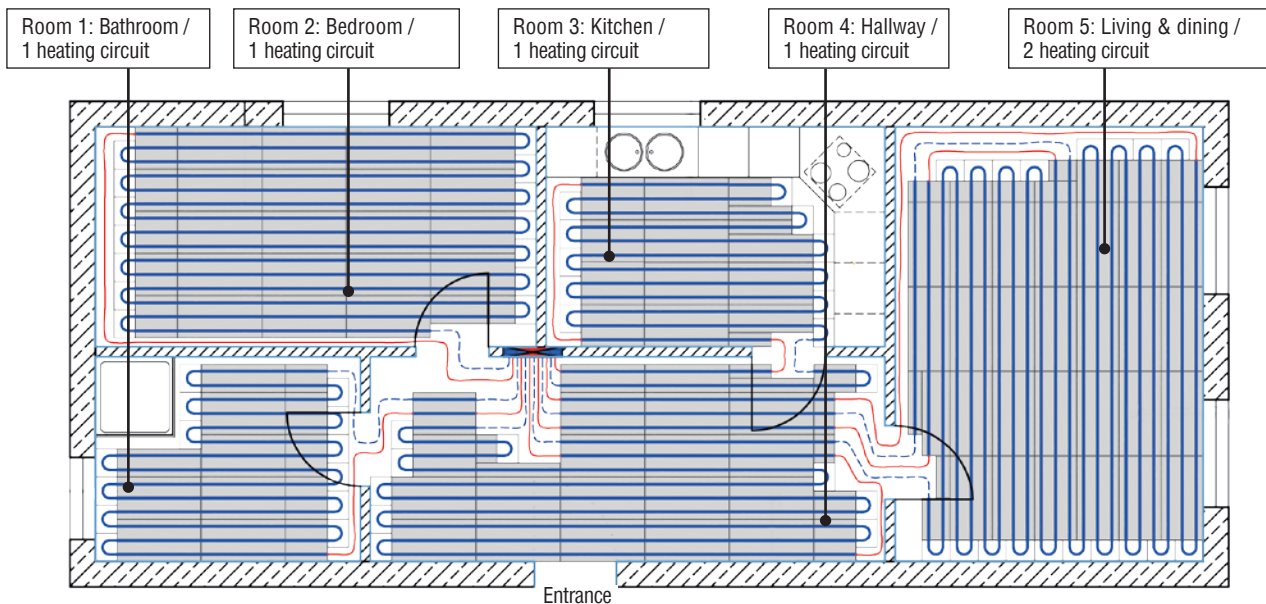 Room 1: Bathroom /
1 heating circuit
Room 2: Bedroom /
1 heating circuit
Room 3: Kitchen /
1 heating circuit
Room 4: Hallway /
1 heating circuit
Room 5: Living & dining /
2 heating circuit
Entrance